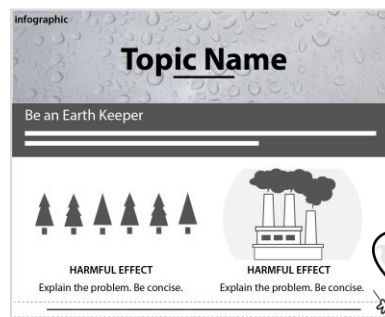 infographic
Topic Name
Be an Earth Keeper
HARMFUL EFFECT
Explain the problem. Be concise.
HARMFUL EFFECT
Explain the problem. Be concise.